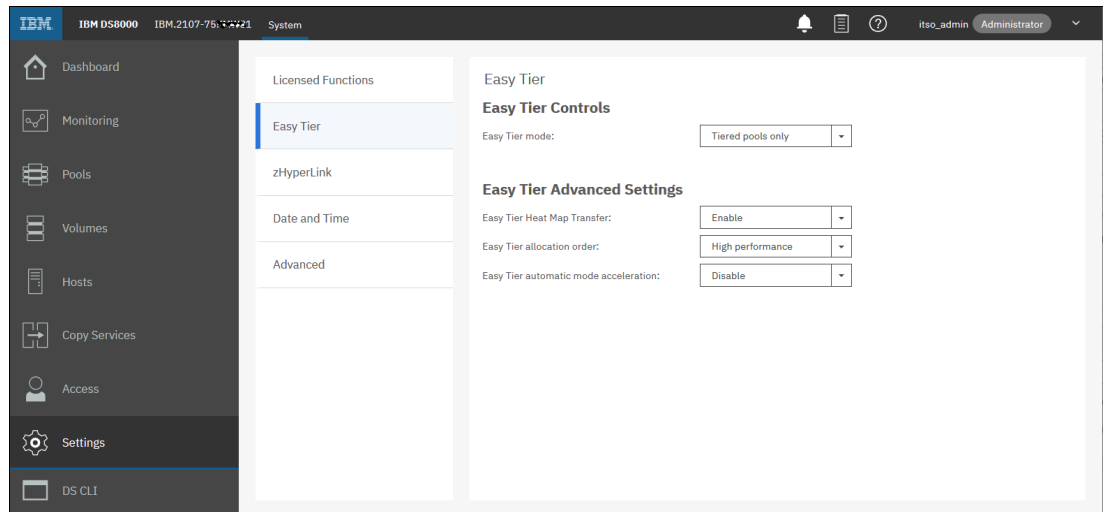 IBM IBM DS8000 IBM.2107-75 System itso_admin Administrator
Dashboard
Monitoring
Pools
Volumes
Hosts
Copy Services
Access
Settings
DS CLI
Licensed Functions
Easy Tier
zHyperLink
Date and Time
Advanced
Easy Tier
Easy Tier Controls
Easy Tier mode: Tiered pools only
Easy Tier Advanced Settings
Easy Tier Heat Map Transfer: Enable
Easy Tier allocation order: High performance
Easy Tier automatic mode acceleration: Disable